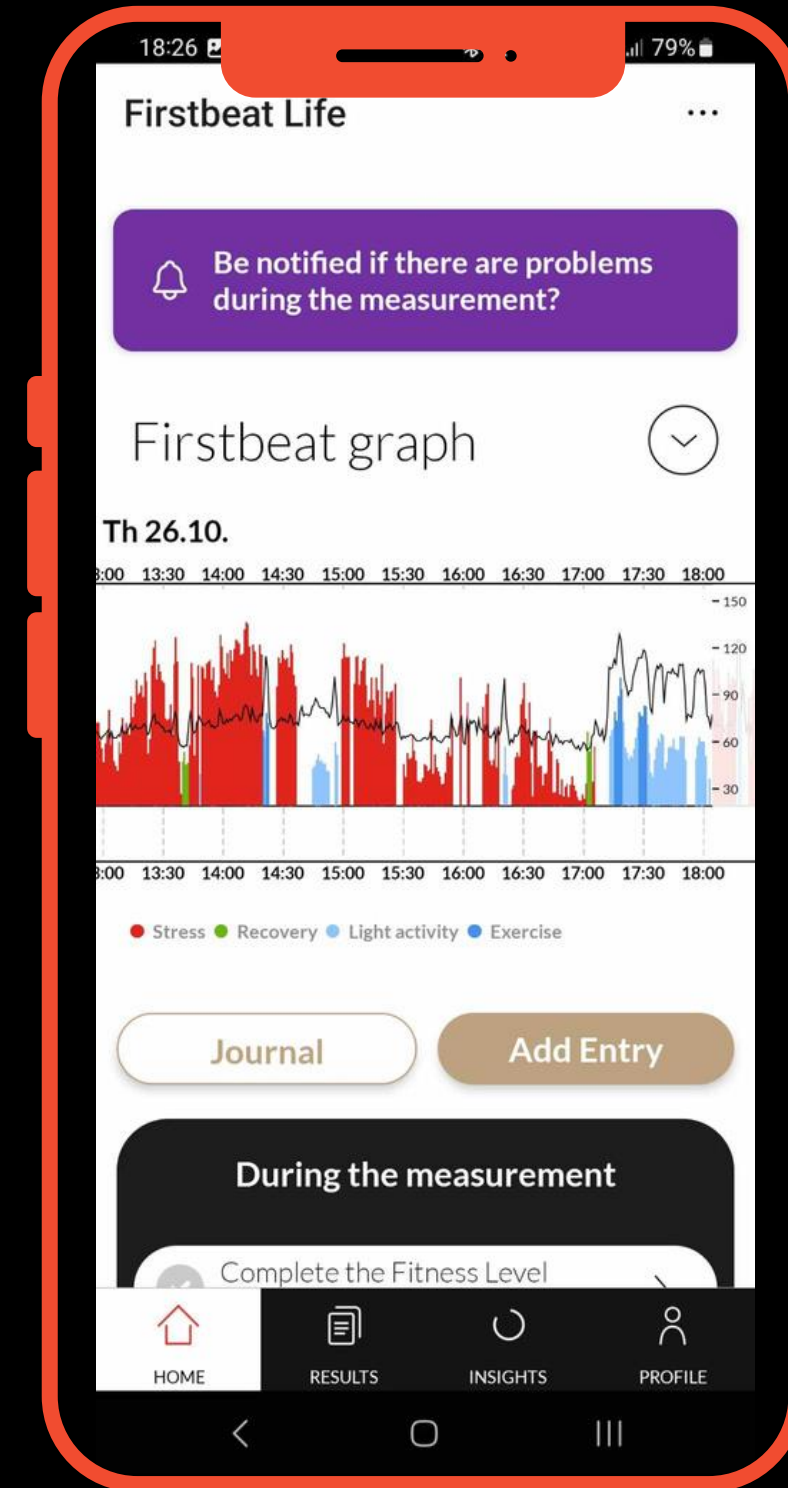 18:26
79%
Firstbeat Life
Be notified if there are problems
during the measurement?
Firstbeat graph
Th 26.10.
3:00 13:30 14:00 14:30 15:00 15:30 16:00 16:30 17:00 17:30 18:00
150
120
90
60
30
3:00 13:30 14:00 14:30 15:00 15:30 16:00 16:30 17:00 17:30 18:00
Stress Recovery Light activity Exercise
Journal Add Entry
During the measurement
Complete the Fitness Level
HOME RESULTS INSIGHTS PROFILE